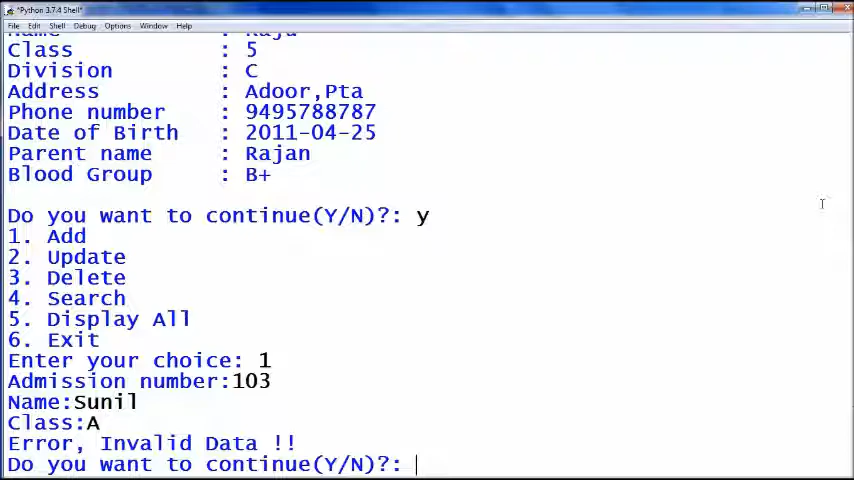 *Python 3.7.4 Shell*
File Edit Shell Debug Options Window Help
Name : Raju
Class : 5
Division : C
Address : Adoor,Pta
Phone number : 9495788787
Date of Birth : 2011-04-25
Parent name : Rajan
Blood Group : B+
Do you want to continue(Y/N)?: y
1. Add
2. Update
3. Delete
4. Search
5. Display All
6. Exit
Enter your choice: 1
Admission number:103
Name:Sunil
Class:A
Error, Invalid Data !!
Do you want to continue(Y/N)?: